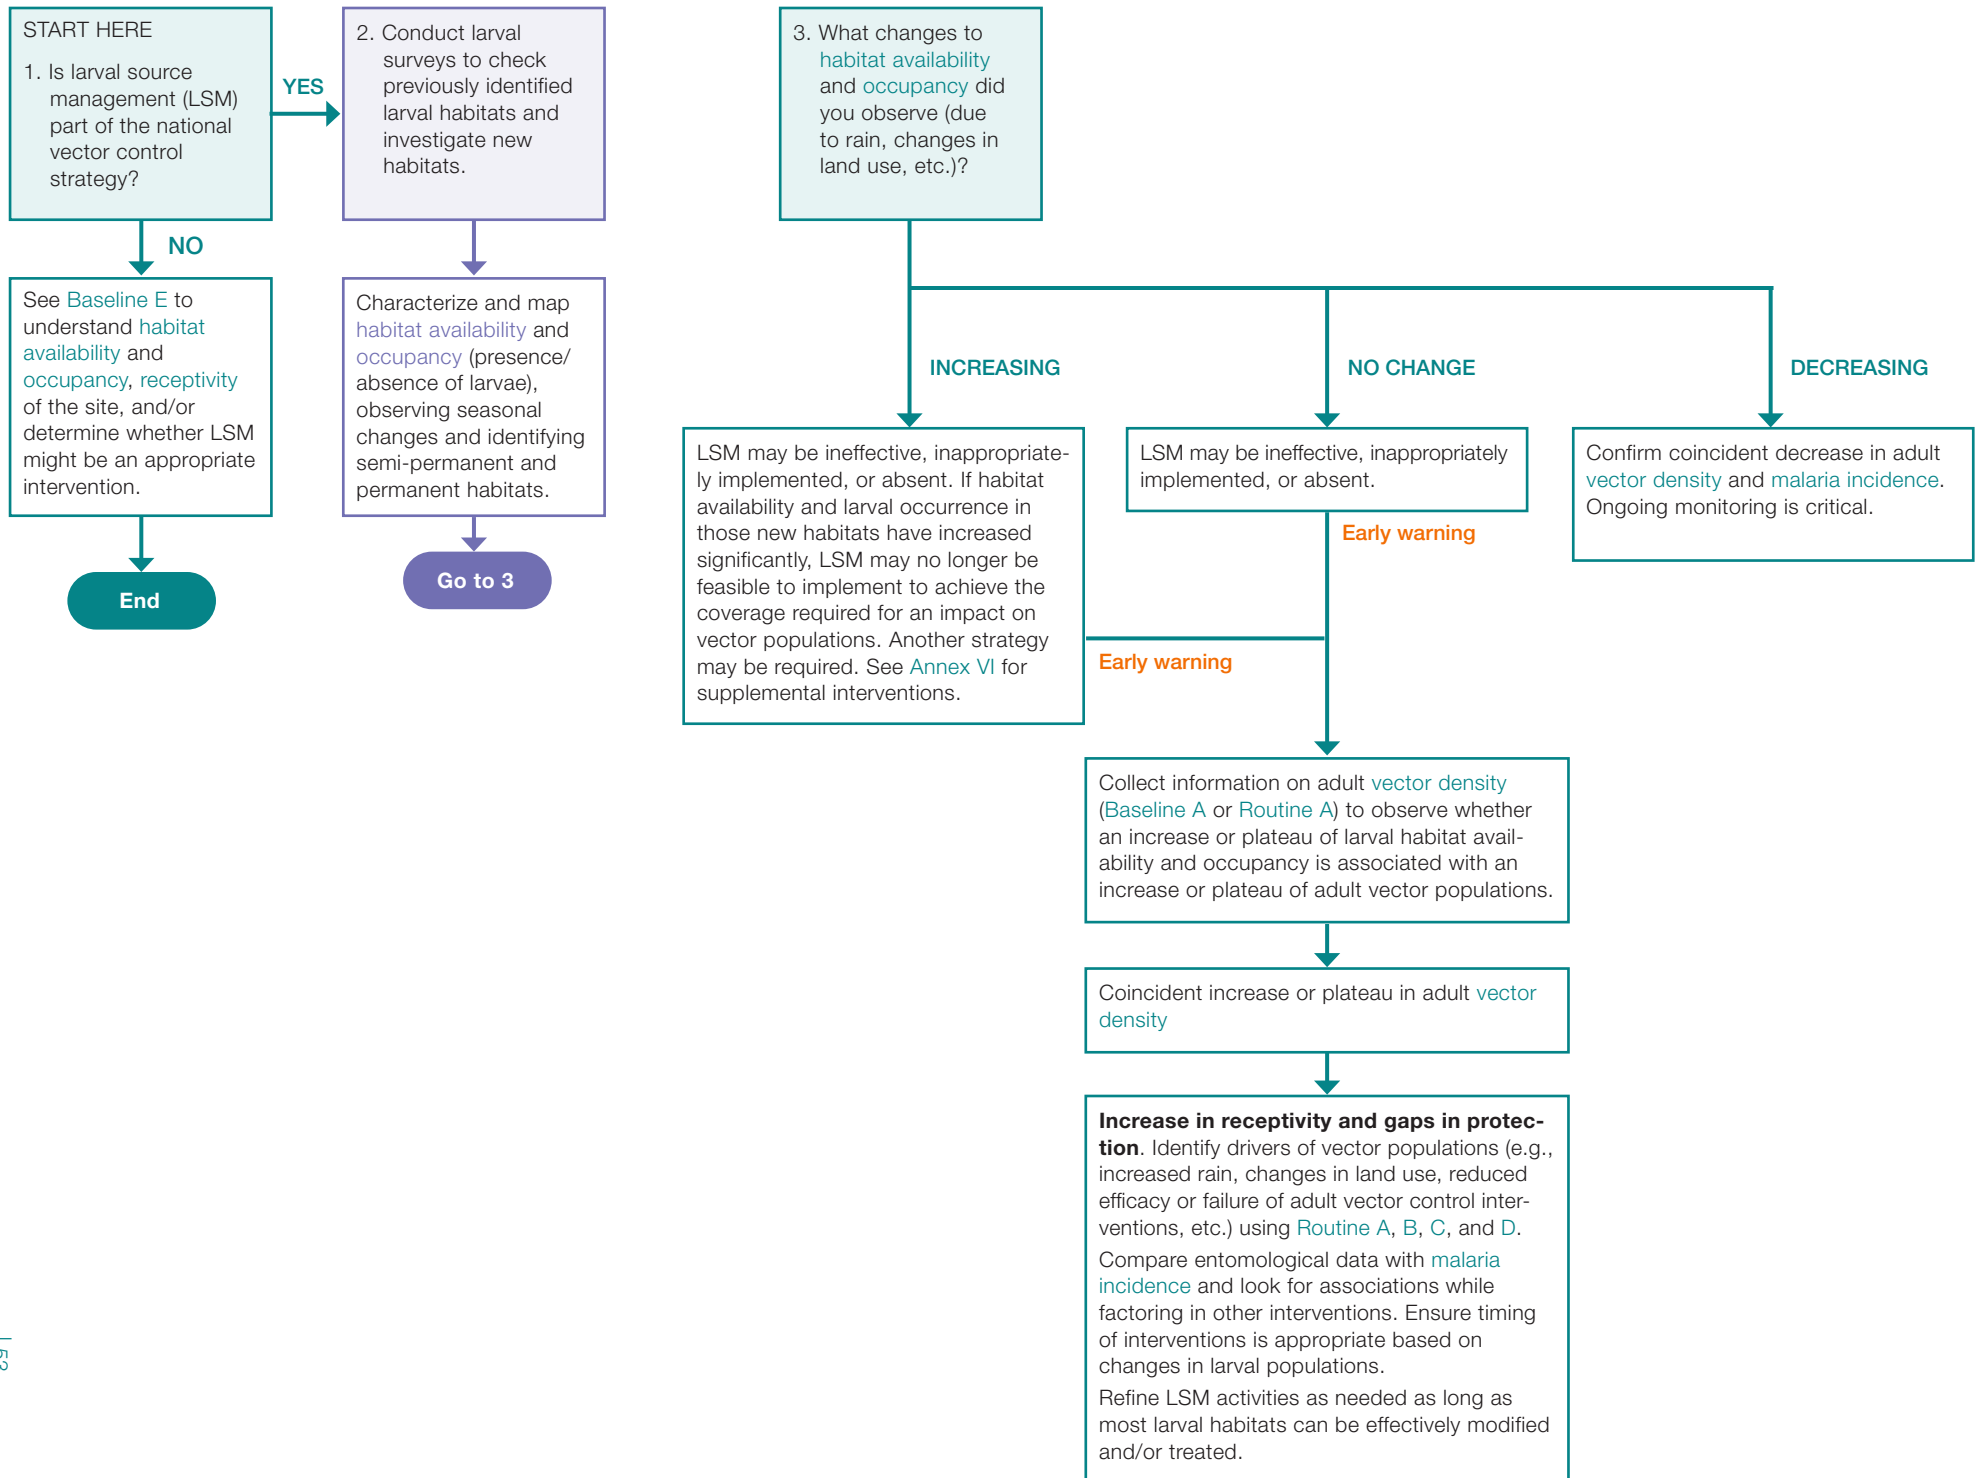 START HERE
1. Is larval source
management (LSM)
part of the national
vector control
strategy?
YES
NO
See Baseline E to
understand habitat
availability and
occupancy, receptivity
of the site, and/or
determine whether LSM
might be an appropriate
intervention.
End
2. Conduct larval
surveys to check
previously identified
larval habitats and
investigate new
habitats.
Characterize and map
habitat availability and
occupancy (presence/
absence of larvae),
observing seasonal
changes and identifying
semi-permanent and
permanent habitats.
Go to 3
3. What changes to
habitat availability
and occupancy did
you observe (due
to rain, changes in
land use, etc.)?
INCREASING
NO CHANGE
DECREASING
LSM may be ineffective, inappropriate-
ly implemented, or absent. If habitat
availability and larval occurrence in
those new habitats have increased
significantly, LSM may no longer be
feasible to implement to achieve the
coverage required for an impact on
vector populations. Another strategy
may be required. See Annex VI for
supplemental interventions.
Early warning
LSM may be ineffective, inappropriately
implemented, or absent.
Early warning
Confirm coincident decrease in adult
vector density and malaria incidence.
Ongoing monitoring is critical.
Collect information on adult vector density
(Baseline A or Routine A) to observe whether
an increase or plateau of larval habitat avail-
ability and occupancy is associated with an
increase or plateau of adult vector populations.
Coincident increase or plateau in adult vector
density
Increase in receptivity and gaps in protec-
tion. Identify drivers of vector populations (e.g.,
increased rain, changes in land use, reduced
efficacy or failure of adult vector control inter-
ventions, etc.) using Routine A, B, C, and D.
Compare entomological data with malaria
incidence and look for associations while
factoring in other interventions. Ensure timing
of interventions is appropriate based on
changes in larval populations.
Refine LSM activities as needed as long as
most larval habitats can be effectively modified
and/or treated.
| 52